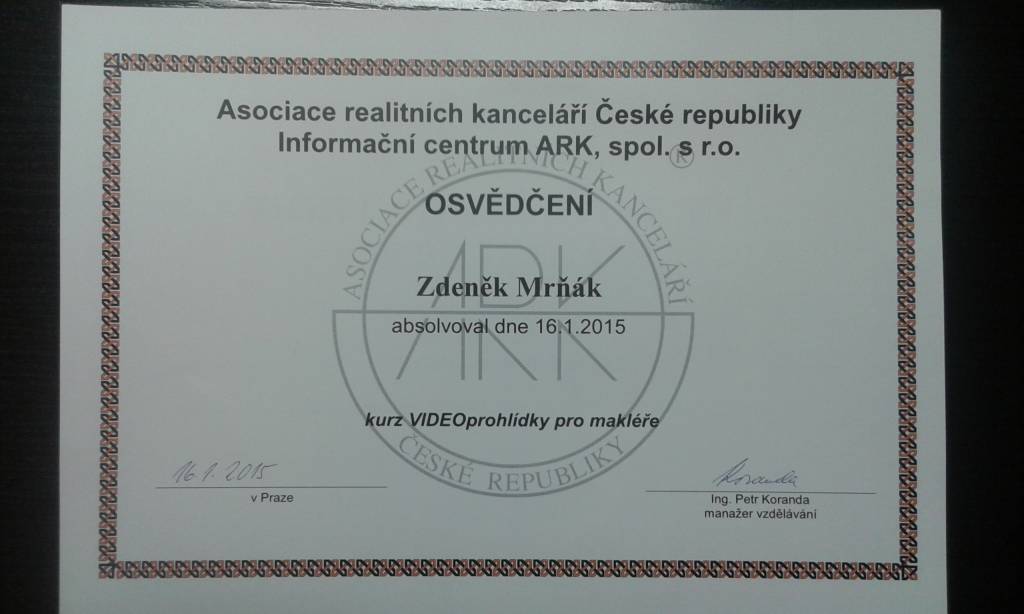 Asociace realitních kanceláří České republiky
Informační centrum ARK, spol. s r.o.
®
ASOCIACE REALITNÍCH KANCELÁŘÍ
OSVĚDČENÍ
ARK
Zdeněk Mrňák
absolvoval dne 16.1.2015
ARK
kurz VIDEOprohlídky pro makléře
ČESKÉ REPUBLIKY
16.1.2015
v Praze
Koranda
Ing. Petr Koranda
manažer vzdělávání